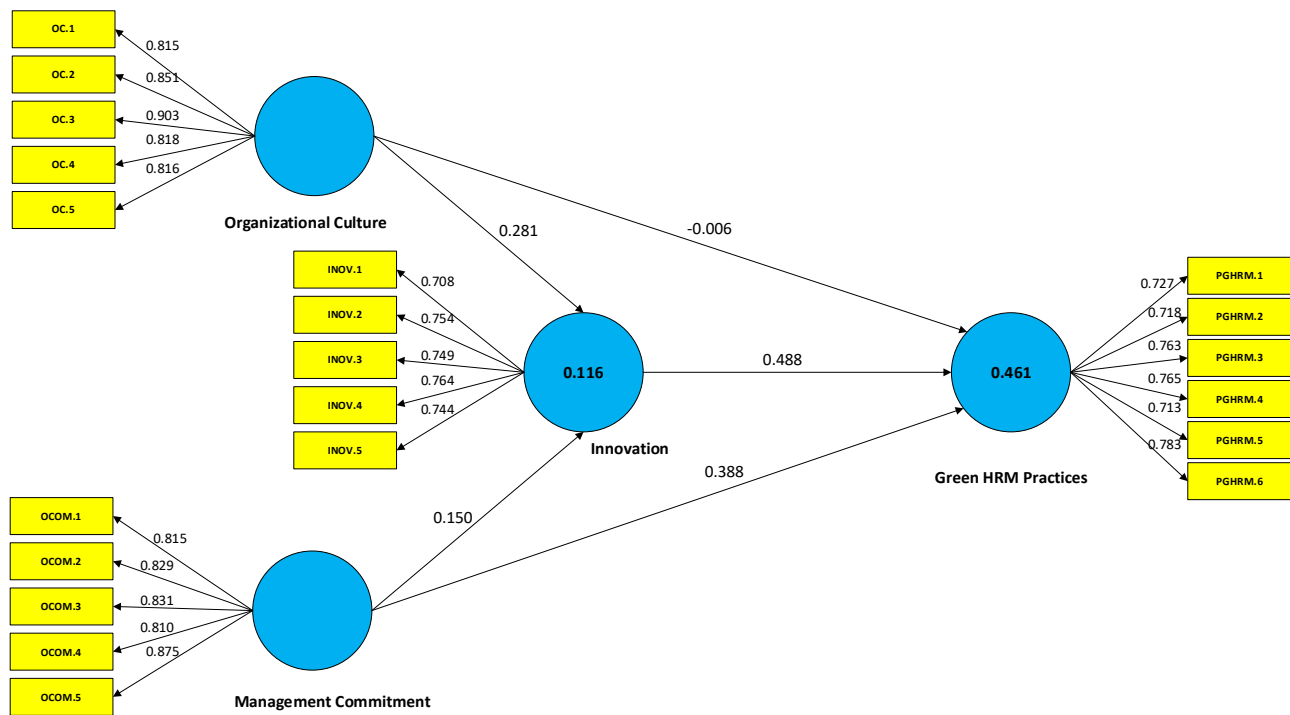 OC.1
0.815
OC.2
0.851
OC.3
0.903
OC.4
0.818
OC.5
0.816
Organizational Culture
0.281
-0.006
INOV.1
0.708
INOV.2
0.754
INOV.3
0.749
INOV.4
0.764
INOV.5
0.744
0.116
Innovation
0.488
0.461
Green HRM Practices
PGHRM.1
0.727
PGHRM.2
0.718
PGHRM.3
0.763
PGHRM.4
0.765
PGHRM.5
0.713
PGHRM.6
0.783
0.388
0.150
OCOM.1
0.815
OCOM.2
0.829
OCOM.3
0.831
OCOM.4
0.810
OCOM.5
0.875
Management Commitment